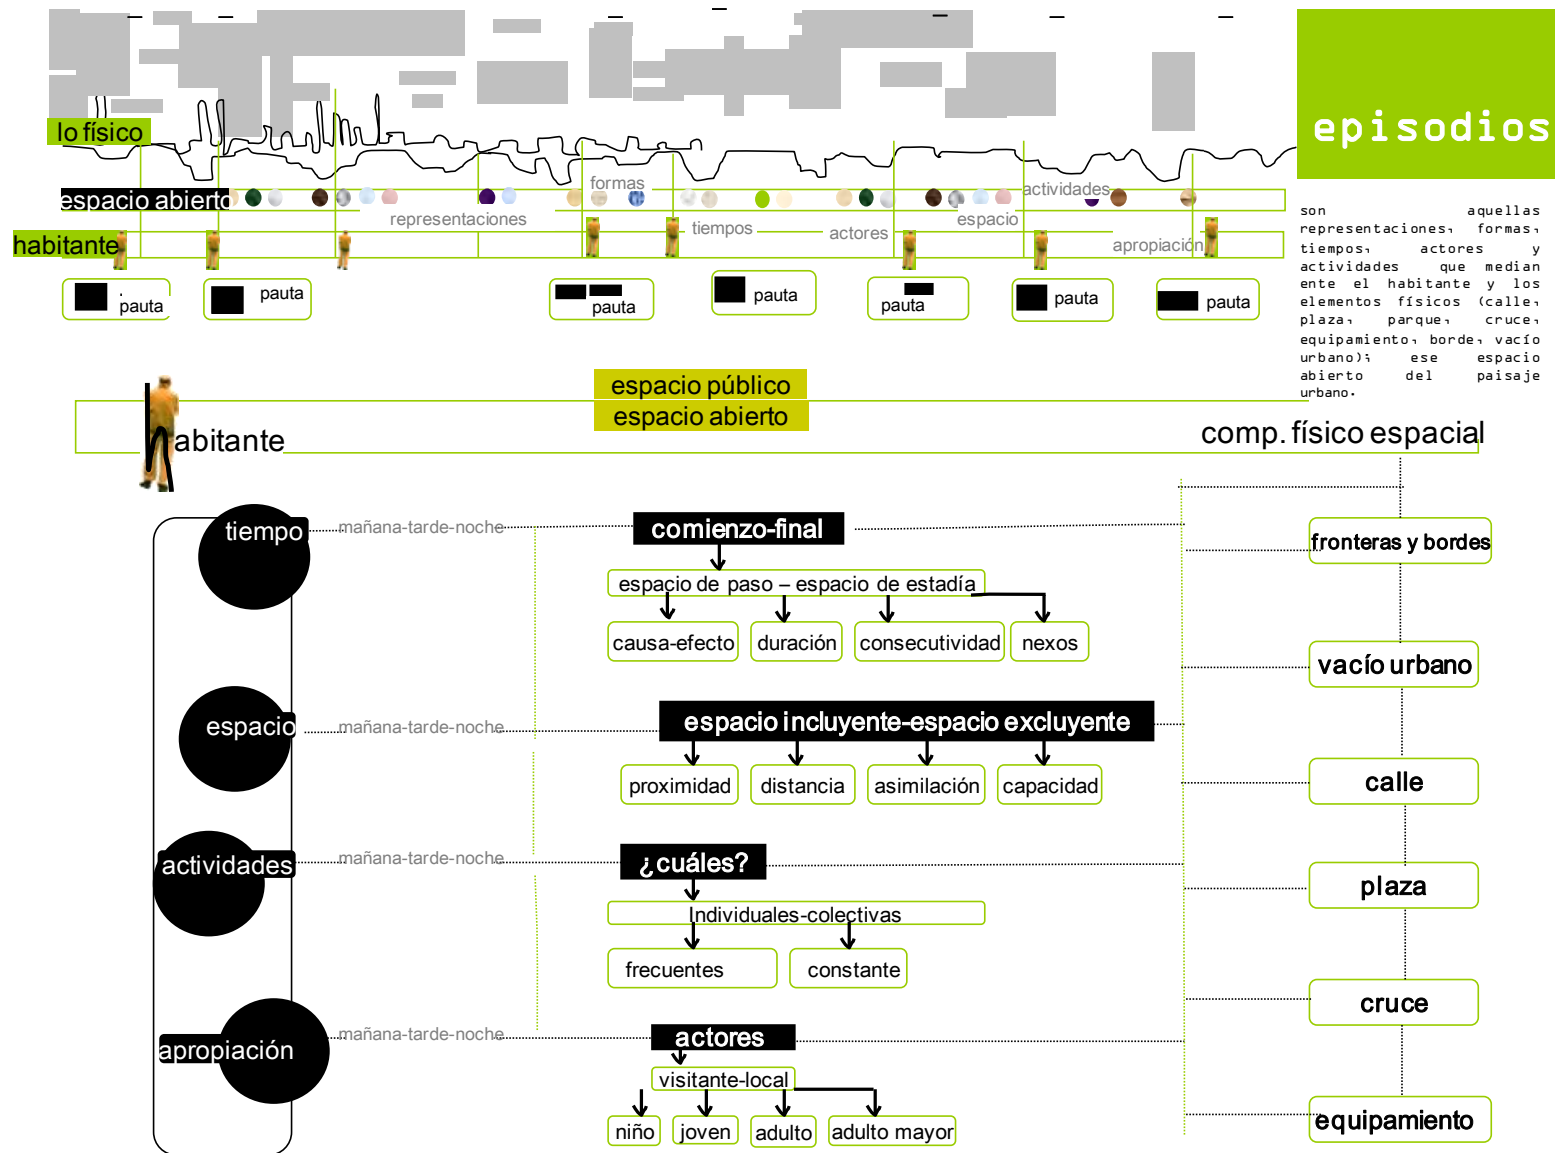 episodios
lo físico
espacio abierto
formas
actividades
representaciones
tiempos
actores
espacio
habitante
apropiación
pauta
pauta
pauta
pauta
pauta
pauta
pauta
son aquellas
representaciones, formas,
tiempos, actores y
actividades que median
ente el habitante y los
elementos físicos (calle,
plaza, parque, cruce,
equipamiento, borde, vacío
urbano); ese espacio
abierto del paisaje
urbano.
espacio público
espacio abierto
habitante
comp. físico espacial
tiempo
mañana-tarde-noche
comienzo-final
fronteras y bordes
espacio de paso – espacio de estadía
causa-efecto
duración
consecutividad
nexos
vacío urbano
espacio
mañana-tarde-noche
espacio incluyente-espacio excluyente
proximidad
distancia
asimilación
capacidad
calle
actividades
mañana-tarde-noche
¿cuáles?
plaza
Individuales-colectivas
frecuentes
constante
cruce
apropiación
mañana-tarde-noche
actores
visitante-local
niño
joven
adulto
adulto mayor
equipamiento